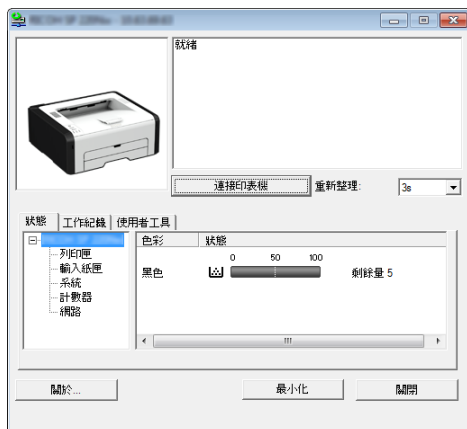 就緒
連接印表機
重新整理:
3s
狀態
工作紀錄
使用者工具
列印匣
輸入紙匣
系統
計數器
網路
色彩
狀態
0 50 100
黑色
剩餘量 5
關於...
最小化
關閉